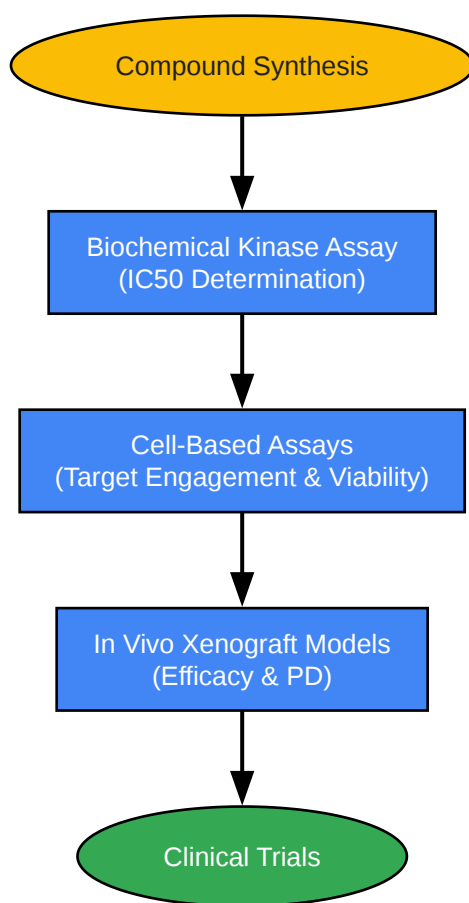 Compound Synthesis
Biochemical Kinase Assay
(IC50 Determination)
Cell-Based Assays
(Target Engagement & Viability)
In Vivo Xenograft Models
(Efficacy & PD)
Clinical Trials